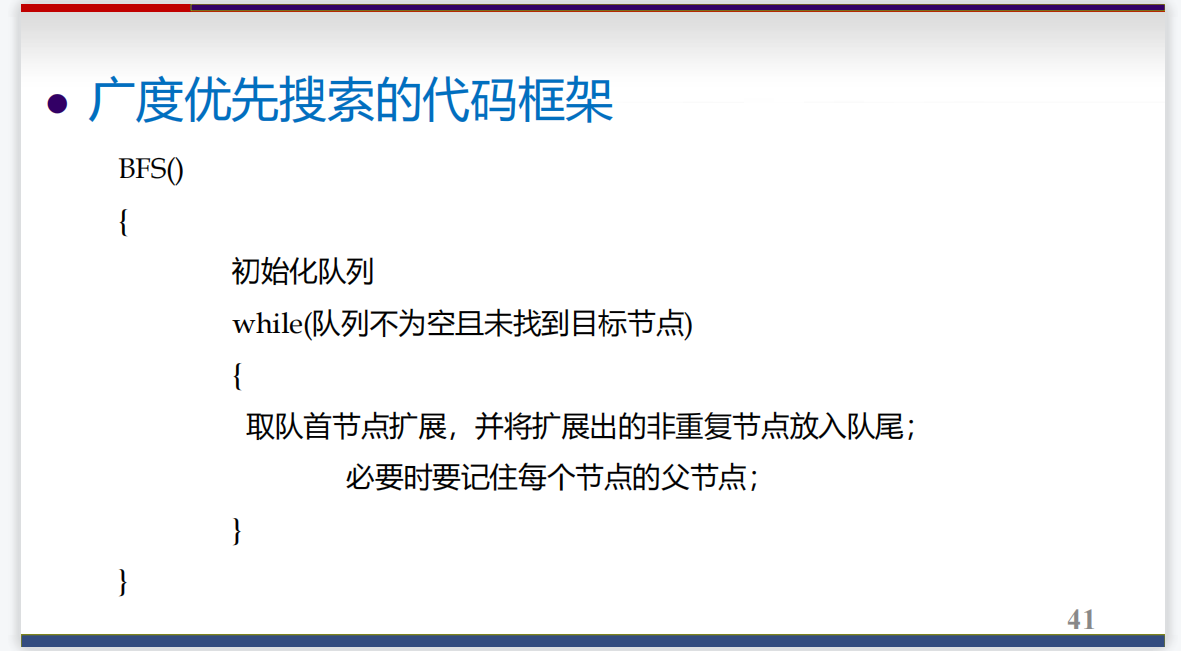 广度优先搜索的代码框架
BFS()
{
初始化队列
while(队列不为空且未找到目标节点)
{
取队首节点扩展，并将扩展出的非重复节点放入队尾；
必要时要记住每个节点的父节点；
}
}
41